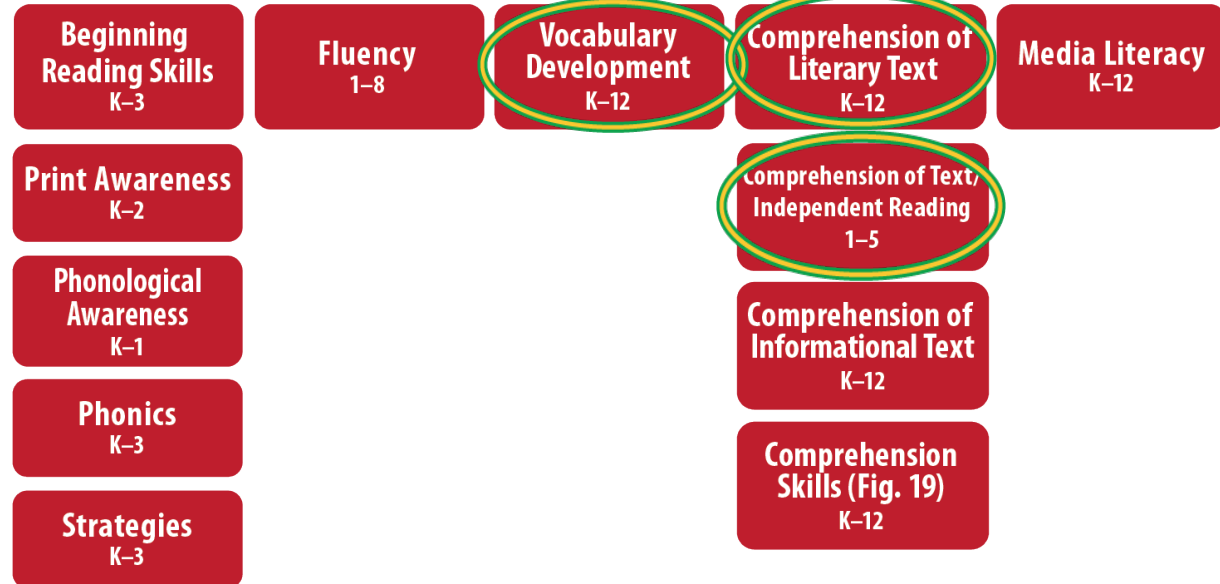 Beginning
Reading Skills
K–3
Fluency
1–8
Vocabulary
Development
K–12
Comprehension of
Literary Text
K–12
Media Literacy
K–12
Print Awareness
K–2
Phonological
Awareness
K–1
Phonics
K–3
Strategies
K–3
Comprehension of Text/
Independent Reading
1–5
Comprehension of
Informational Text
K–12
Comprehension
Skills (Fig. 19)
K–12